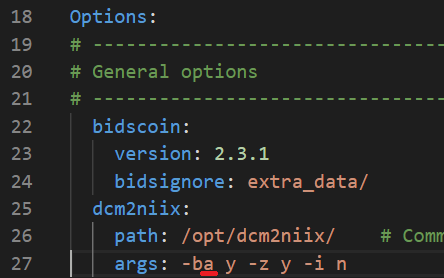 18 Options:
19 # --------------------------------
20 # General options
21 # --------------------------------
22 bidscoin:
23 version: 2.3.1
24 bidsignore: extra_data/
25 dcm2niix:
26 path: /opt/dcm2niix/ # Comm
27 args: -ba y -z y -i n